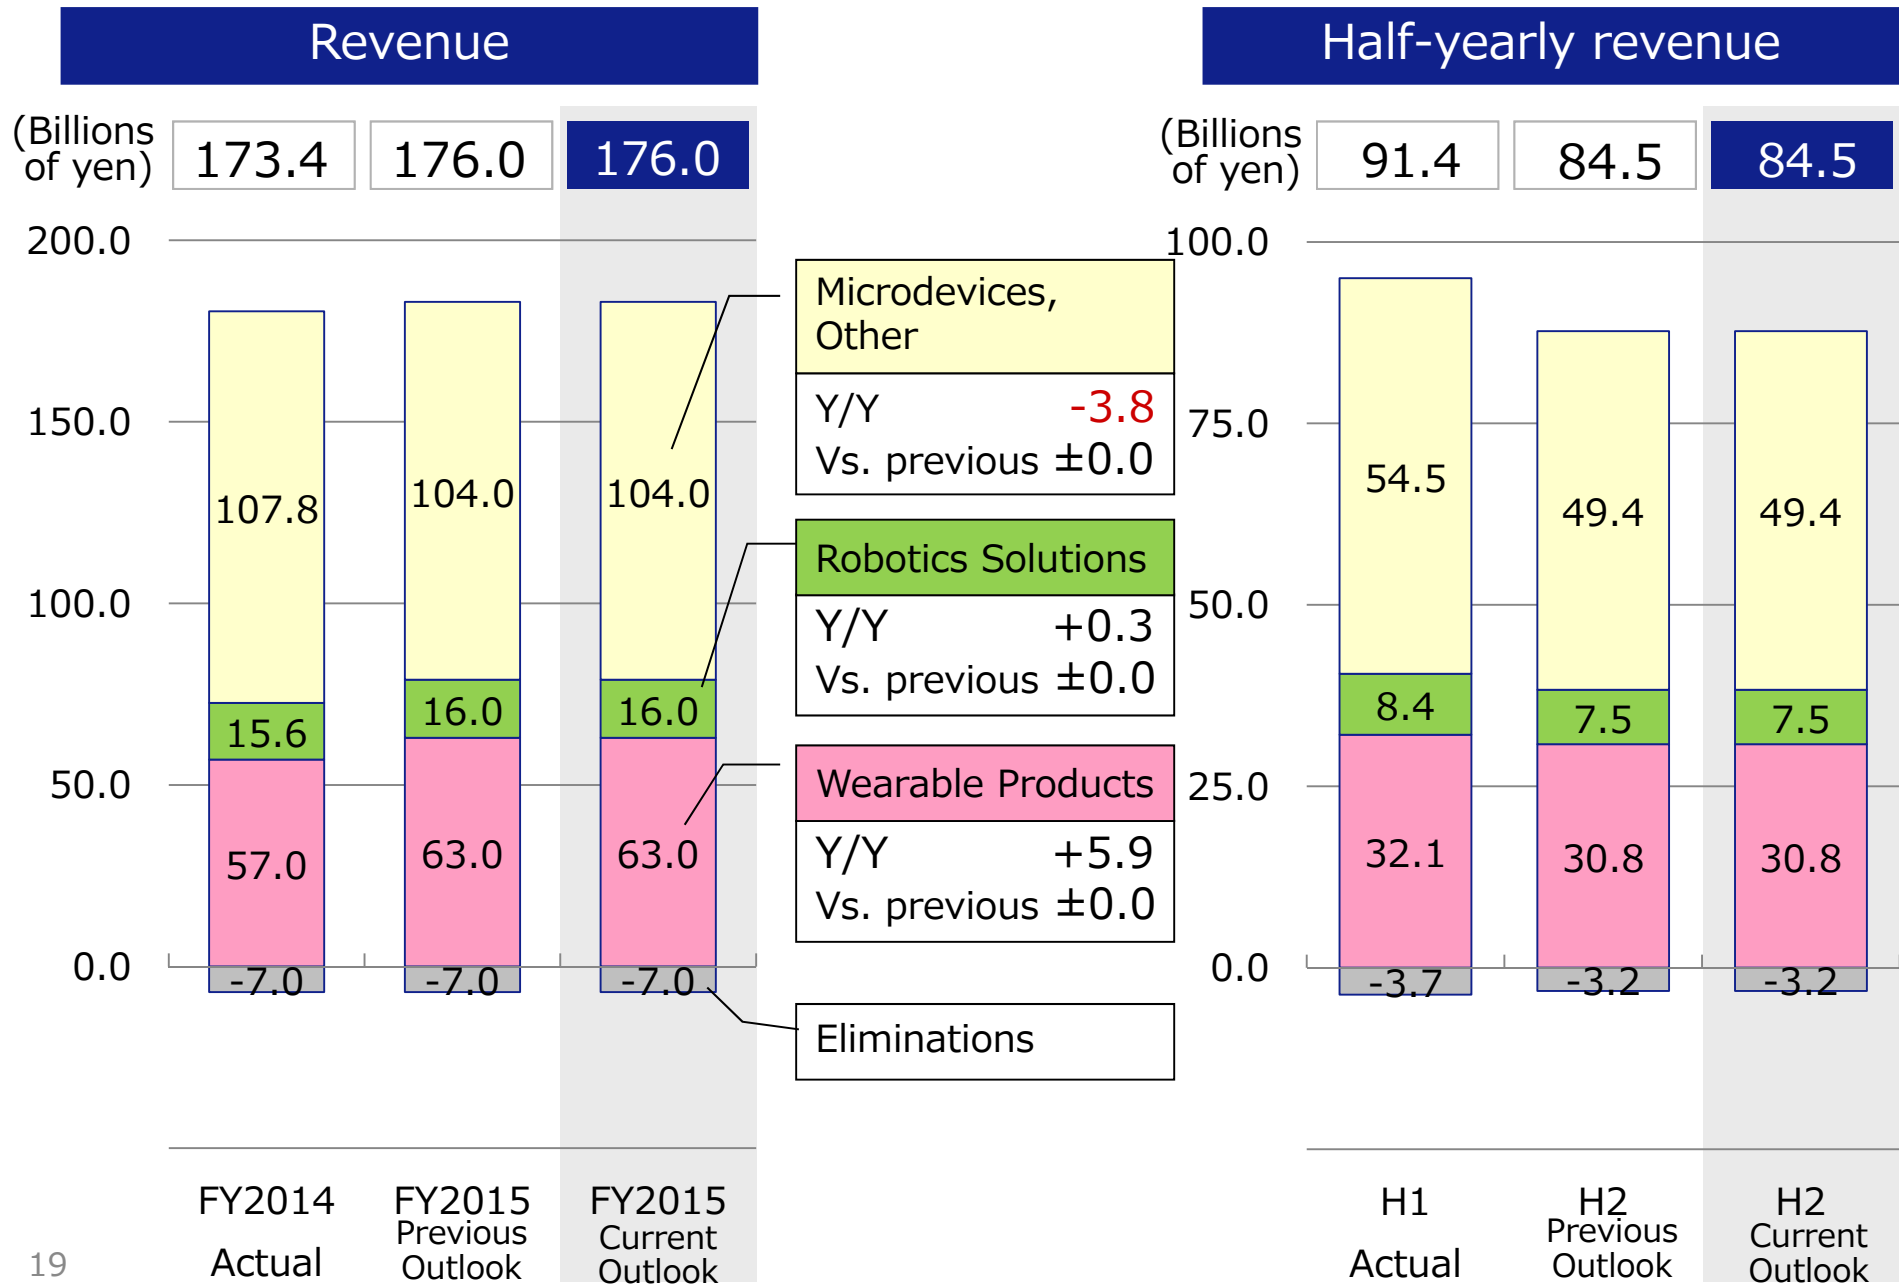 Revenue
(Billions
of yen)
173.4
176.0
176.0
200.0
150.0
100.0
50.0
0.0
107.8
104.0
104.0
15.6
16.0
16.0
57.0
63.0
63.0
-7.0
-7.0
-7.0
FY2014
Actual
FY2015
Previous
Outlook
FY2015
Current
Outlook
Microdevices,
Other
Y/Y -3.8
Vs. previous ±0.0
Robotics Solutions
Y/Y +0.3
Vs. previous ±0.0
Wearable Products
Y/Y +5.9
Vs. previous ±0.0
Eliminations
Half-yearly revenue
(Billions
of yen)
91.4
84.5
84.5
100.0
75.0
50.0
25.0
0.0
54.5
49.4
49.4
8.4
7.5
7.5
32.1
30.8
30.8
-3.7
-3.2
-3.2
H1
Actual
H2
Previous
Outlook
H2
Current
Outlook
19